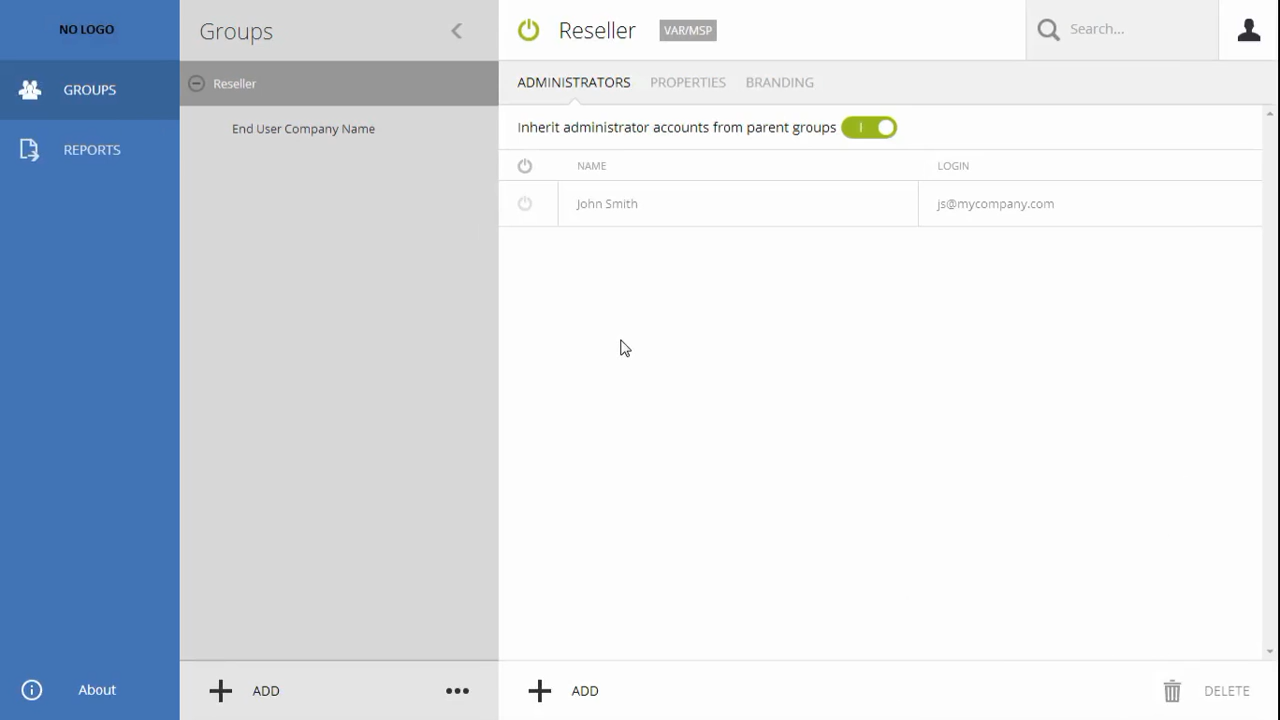 NO LOGO
GROUPS
REPORTS
About
Groups
Reseller
End User Company Name
ADD
Reseller
VAR/MSP
Search...
ADMINISTRATORS PROPERTIES BRANDING
Inherit administrator accounts from parent groups
NAME LOGIN
John Smith js@mycompany.com
ADD DELETE